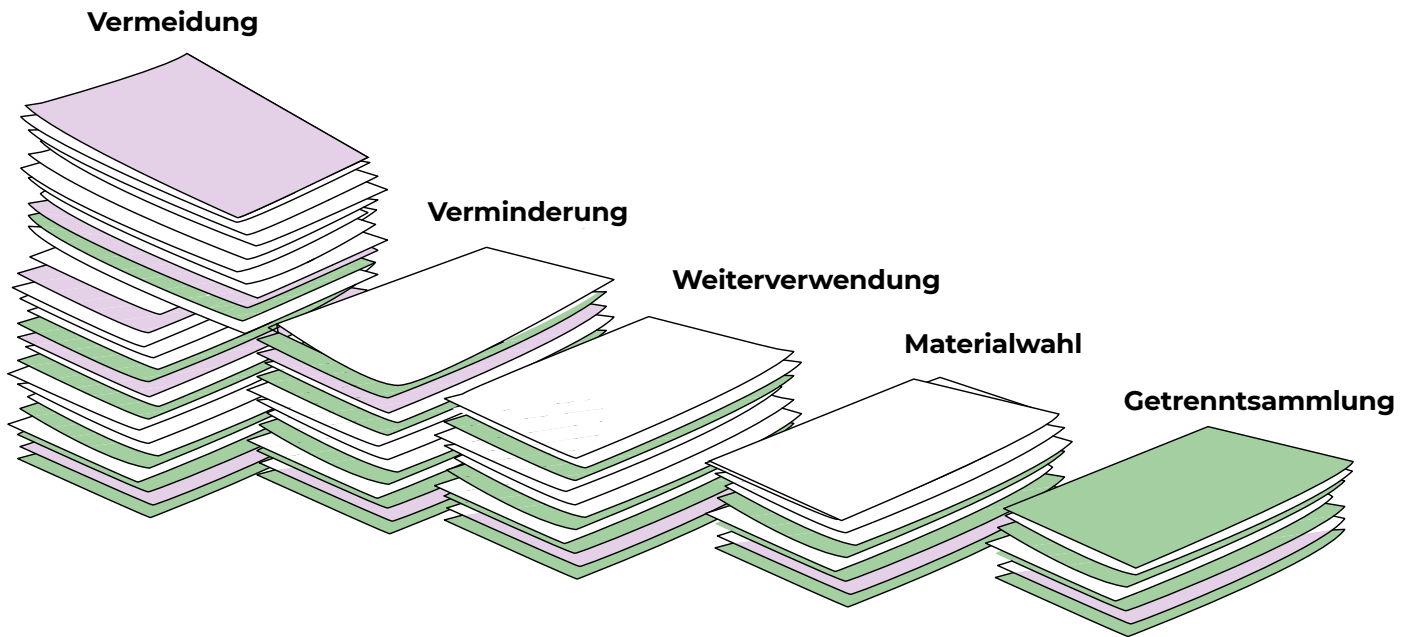 Vermeidung
Verminderung
Weiterverwendung
Materialwahl
Getrenntsammlung